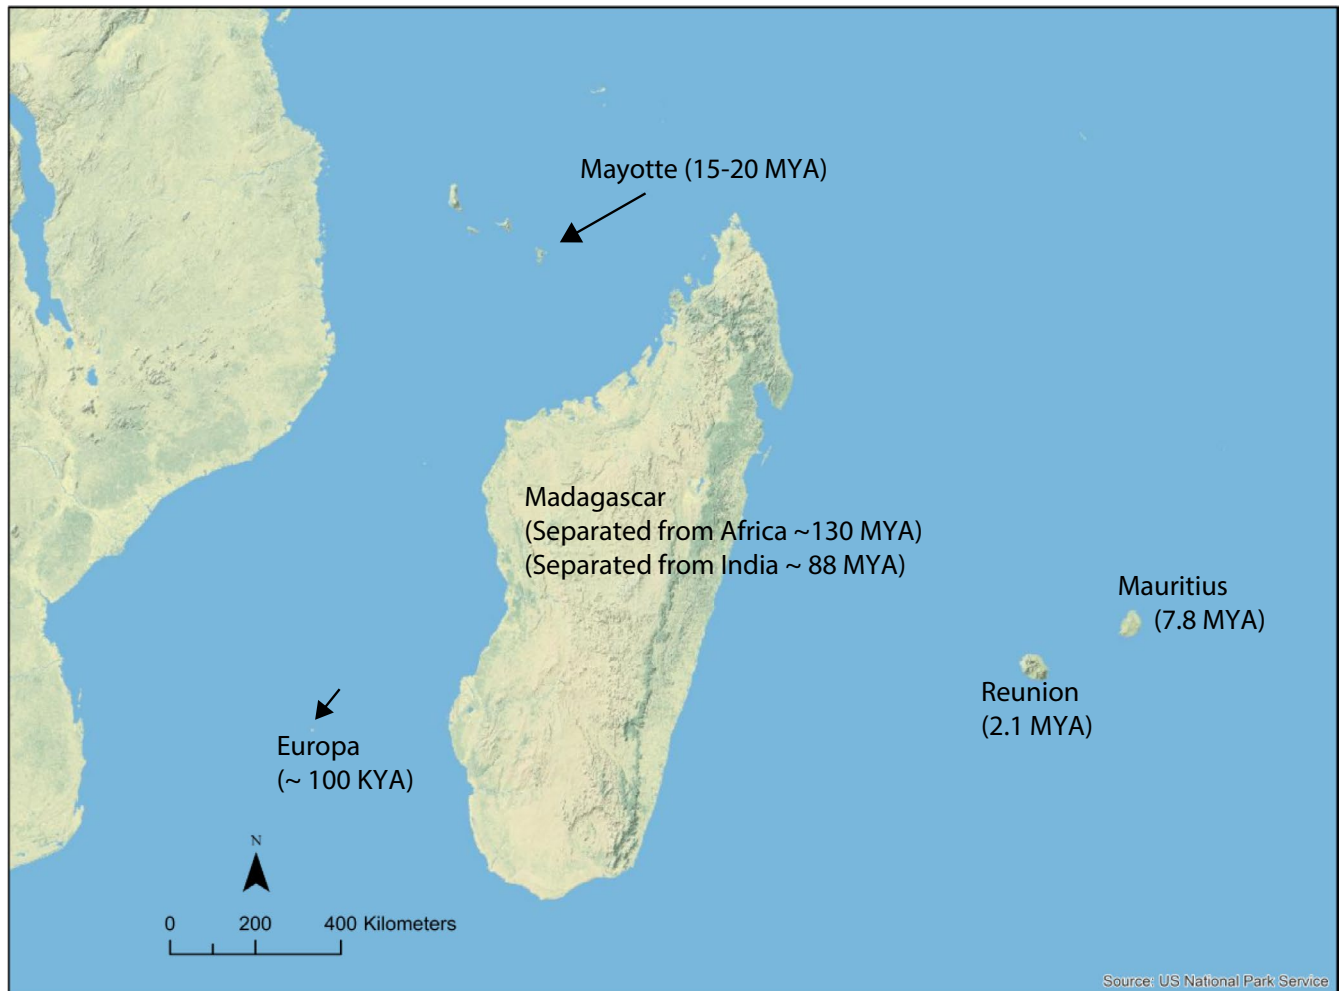 Mayotte (15-20 MYA)
Madagascar
(Separated from Africa ~130 MYA)
(Separated from India ~ 88 MYA)
Mauritius
(7.8 MYA)
Reunion
(2.1 MYA)
Europa
(~ 100 KYA)
N
0 200 400 Kilometers
Source: US National Park Service